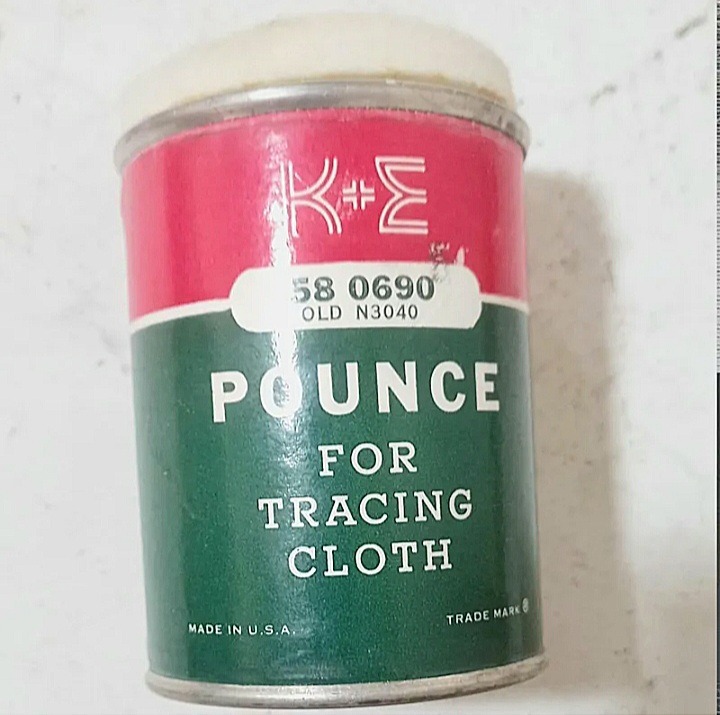 K+E
58 0690
OLD N3040
POUNCE
FOR
TRACING
CLOTH
MADE IN U.S.A.
TRADE MARK ®